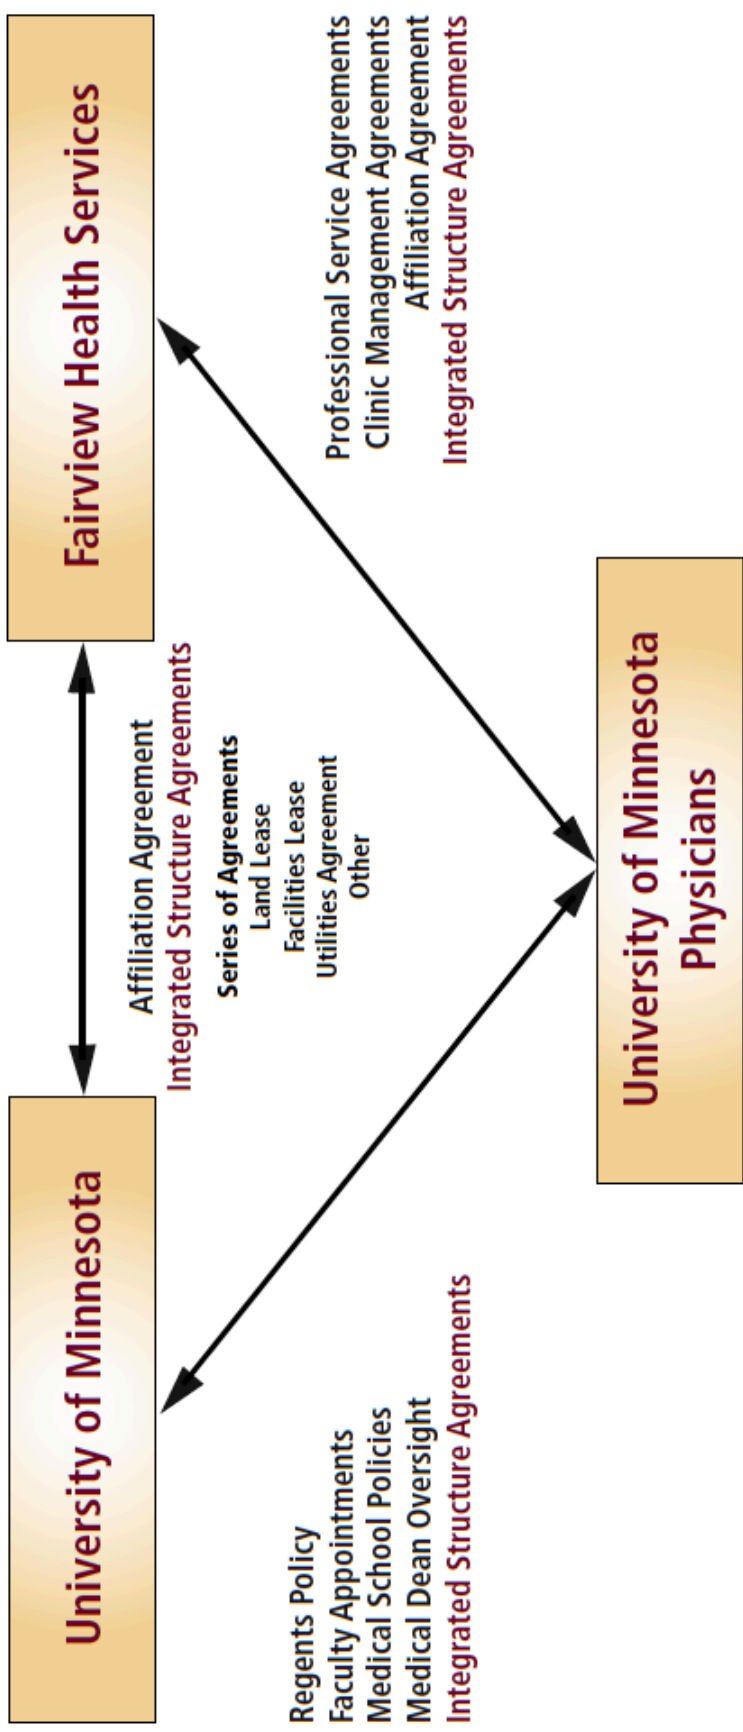 University of Minnesota
Fairview Health Services
Affiliation Agreement
Integrated Structure Agreements
Series of Agreements
Land Lease
Facilities Lease
Utilities Agreement
Other
Regents Policy
Faculty Appointments
Medical School Policies
Medical Dean Oversight
Integrated Structure Agreements
Professional Service Agreements
Clinic Management Agreements
Affiliation Agreement
Integrated Structure Agreements
University of Minnesota
Physicians